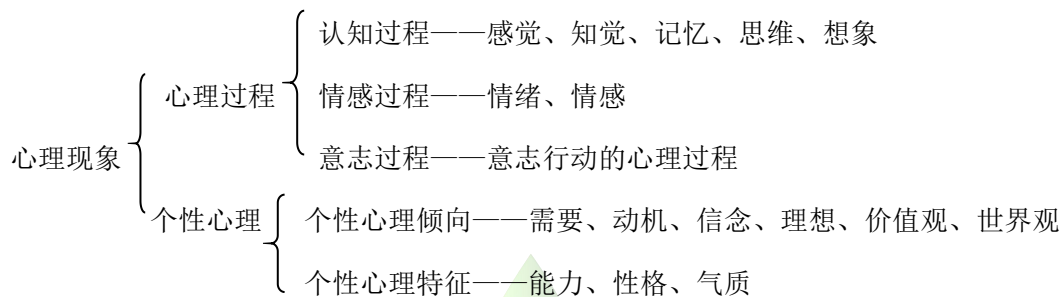 认知过程——感觉、知觉、记忆、思维、想象
心理过程
情感过程——情绪、情感
意志过程——意志行动的心理过程
心理现象
个性心理
个性心理倾向——需要、动机、信念、理想、价值观、世界观
个性心理特征——能力、性格、气质